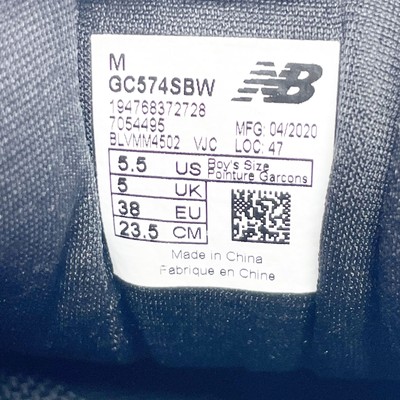 M
GC574SBW
NB
194768372728
7054495
MFG: 04/2020
BLVMM4502 VJC LOC: 47
5.5 US Boy's Size
Pointure Garcons
5 UK
38 EU
23.5 CM
Made in China
Fabrique en Chine